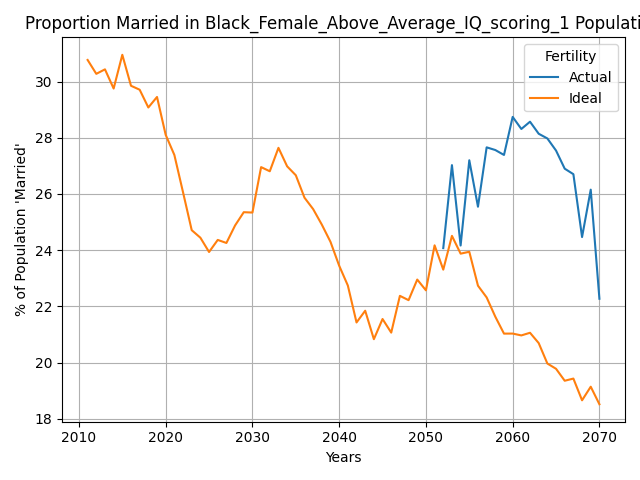 Proportion Married in Black_Female_Above_Average_IQ_scoring_1 Populati
Fertility
Actual
Ideal
% of Population 'Married'
30
28
26
24
22
20
18
2010 2020 2030 2040 2050 2060 2070
Years